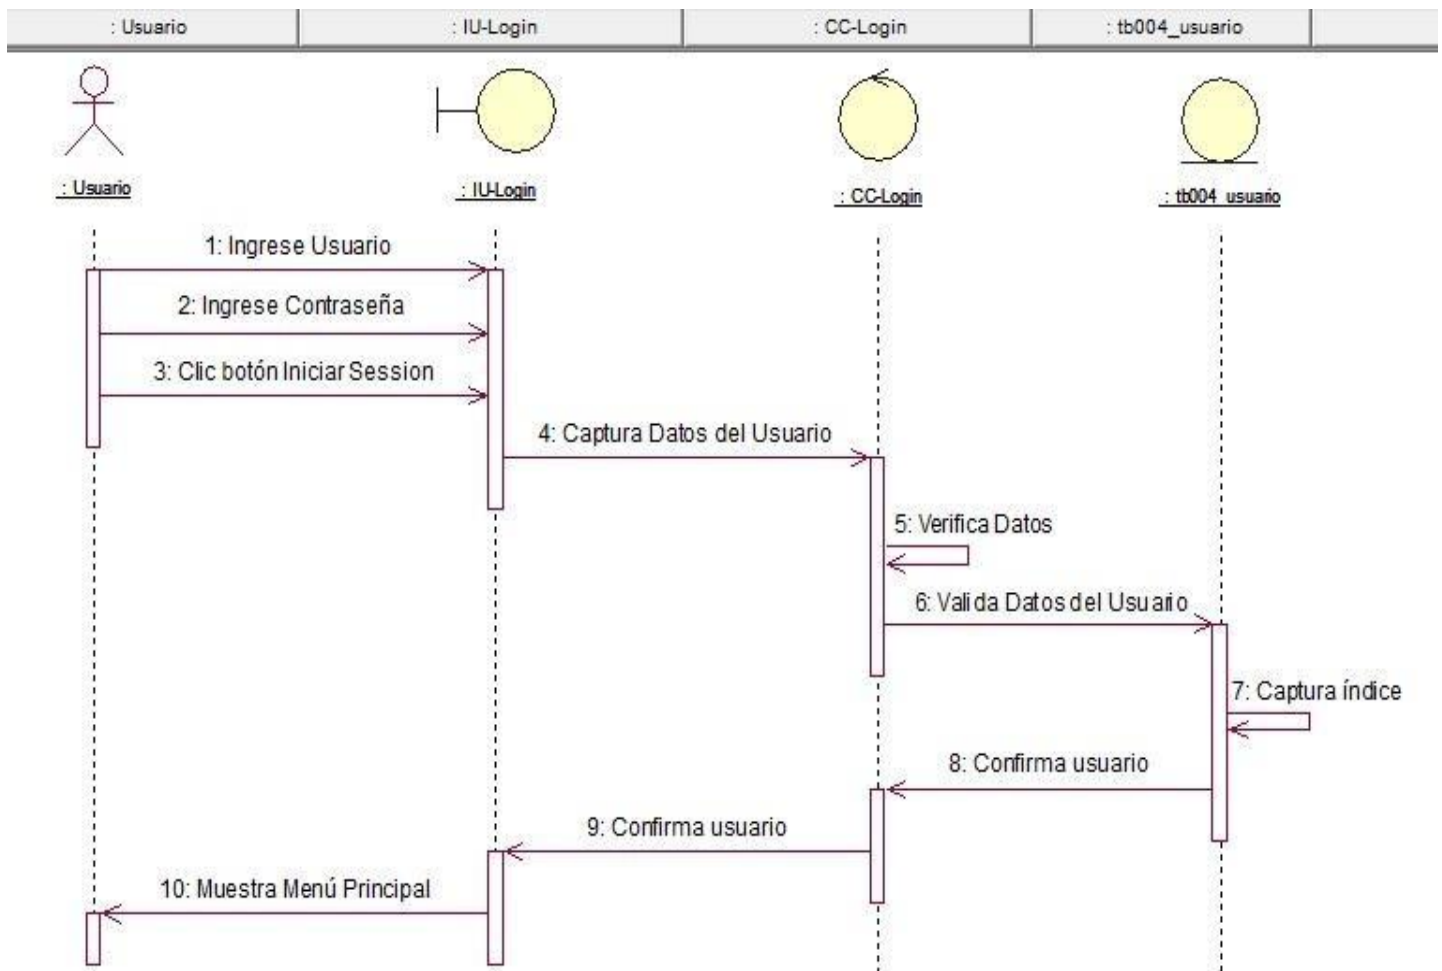 : Usuario
: IU-Login
: CC-Login
: tb004_usuario
: Usuario
: IU-Login
: CC-Login
: tb004_usuario
1: Ingrese Usuario
2: Ingrese Contraseña
3: Clic botón Iniciar Session
4: Captura Datos del Usuario
5: Verifica Datos
6: Valida Datos del Usuario
7: Captura índice
8: Confirma usuario
9: Confirma usuario
10: Muestra Menú Principal